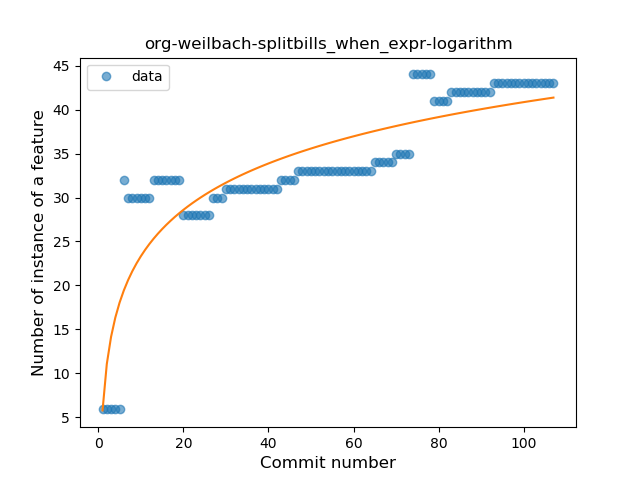 org-weilbach-splitbills_when_expr-logarithm
data
Number of instance of a feature
45
40
35
30
25
20
15
10
5
0 20 40 60 80 100
Commit number